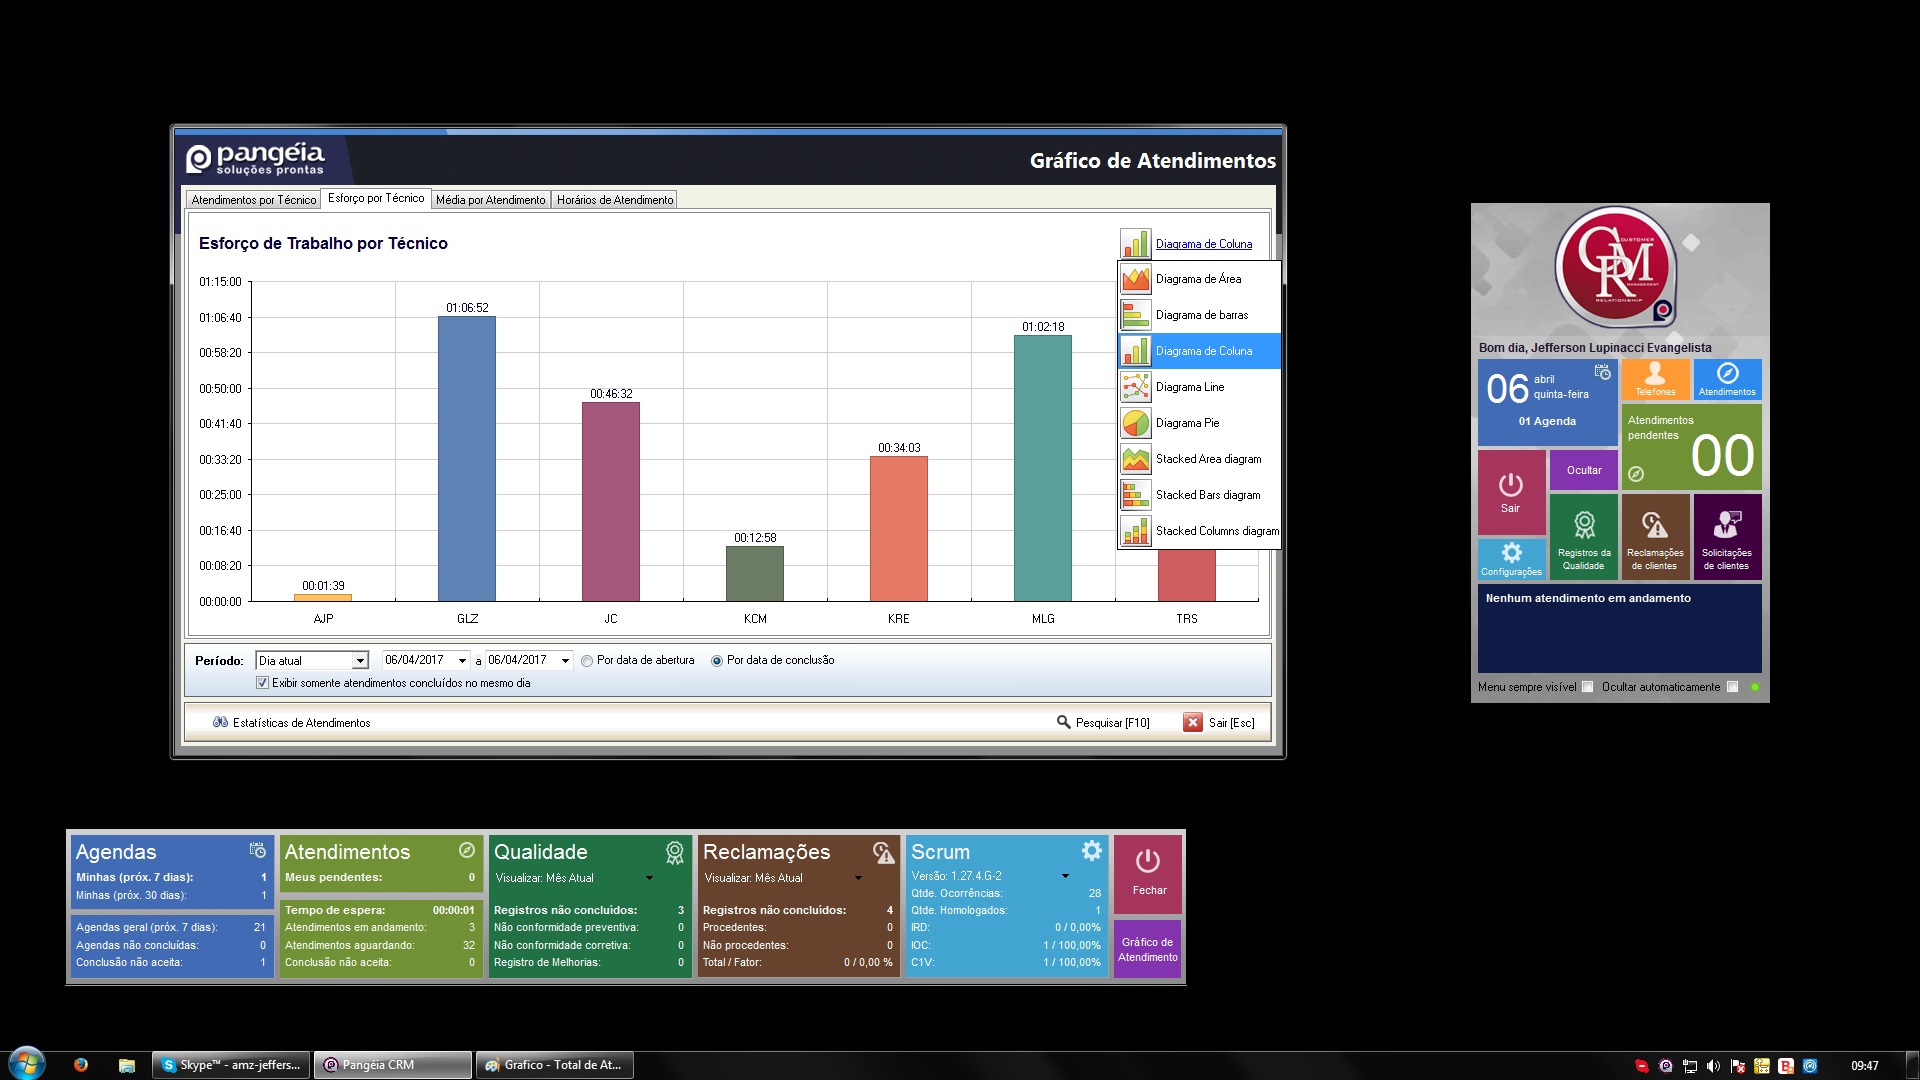 pangéia
soluções prontas
Gráfico de Atendimentos
Atendimentos por Técnico
Esforço por Técnico
Média por Atendimento
Horários de Atendimento
Esforço de Trabalho por Técnico
Diagrama de Coluna
Diagrama de Área
Diagrama de barras
Diagrama de Coluna
Diagrama Line
Diagrama Pie
Stacked Area diagram
Stacked Bars diagram
Stacked Columns diagram
01:15:00
01:06:40
00:58:20
00:50:00
00:41:40
00:33:20
00:25:00
00:16:40
00:08:20
00:00:00
00:01:39
01:06:52
00:46:32
00:12:58
00:34:03
01:02:18
AJP
GLZ
JC
KCM
KRE
MLG
TRS
Período: Dia atual 06/04/2017 a 06/04/2017 Por data de abertura Por data de conclusão
Exibir somente atendimentos concluídos no mesmo dia
Estatísticas de Atendimentos
Pesquisar [F10]
Sair [Esc]
CUSTOMER
CRM
MANAGEMENT
RELATIONSHIP
Bom dia, Jefferson Lupinacci Evangelista
06 abril
quinta-feira
01 Agenda
Telefones
Atendimentos
Atendimentos
pendentes
00
Sair
Ocultar
Configurações
Registros da
Qualidade
Reclamações
de clientes
Solicitações
de clientes
Nenhum atendimento em andamento
Menu sempre visível
Ocultar automaticamente
Agendas
Minhas (próx. 7 dias): 1
Minhas (próx. 30 dias): 1
Agendas geral (próx. 7 dias): 21
Agendas não concluídas: 0
Conclusão não aceita: 1
Atendimentos
Meus pendentes: 0
Tempo de espera: 00:00:01
Atendimentos em andamento: 3
Atendimentos aguardando: 32
Conclusão não aceita: 0
Qualidade
Visualizar: Mês Atual
Registros não concluídos: 3
Não conformidade preventiva: 0
Não conformidade corretiva: 0
Registro de Melhorias: 0
Reclamações
Visualizar: Mês Atual
Registros não concluídos: 4
Procedentes: 0
Não procedentes: 0
Total / Fator: 0 / 0,00 %
Scrum
Versão: 1.27.4.G-2
Qtde. Ocorrências: 28
Qtde. Homologados: 1
IRD: 0 / 0,00%
IOC: 1 / 100,00%
C1V: 1 / 100,00%
Fechar
Gráfico de
Atendimento
Skype™ - amz-jeffers...
Pangéia CRM
Grafico - Total de At...
09:47